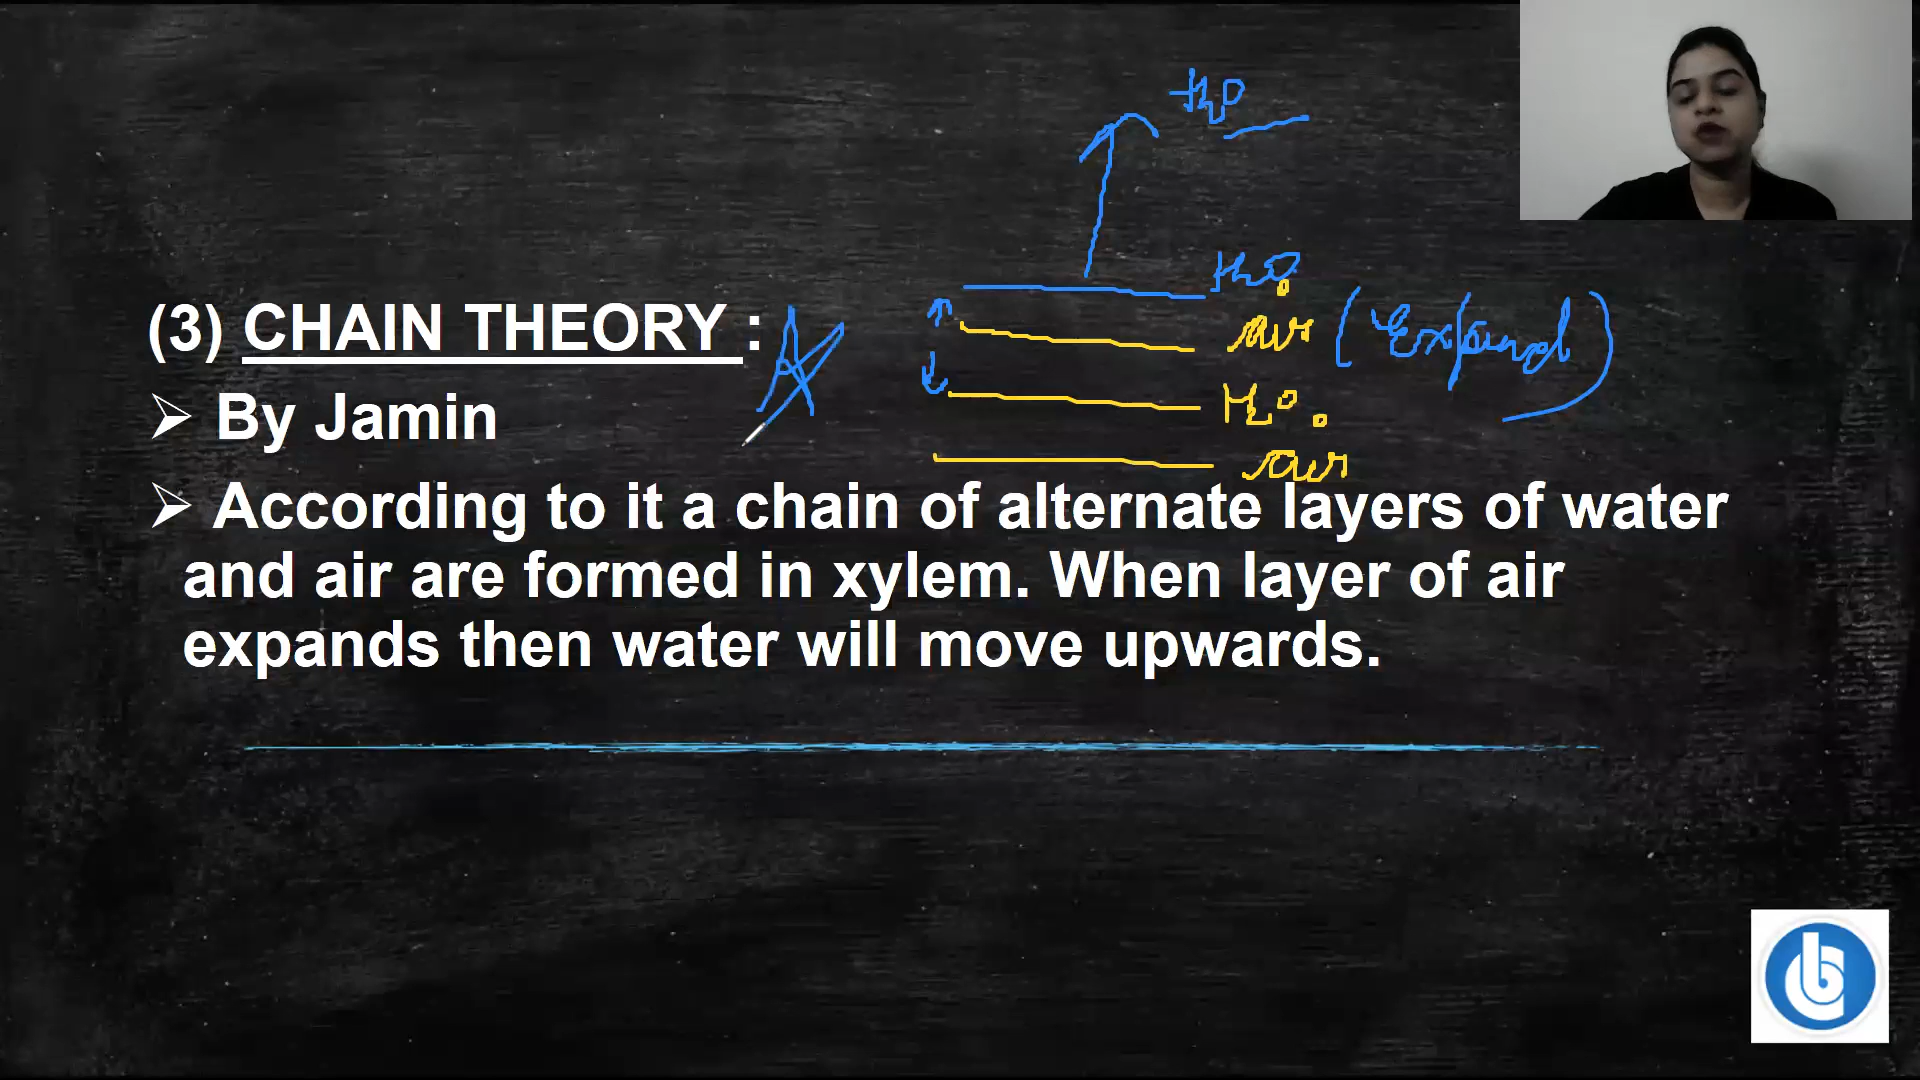 H2O
H2O
(3) CHAIN THEORY :
air (Expand)
➢ By Jamin
H2O
air
➢ According to it a chain of alternate layers of water
and air are formed in xylem. When layer of air
expands then water will move upwards.